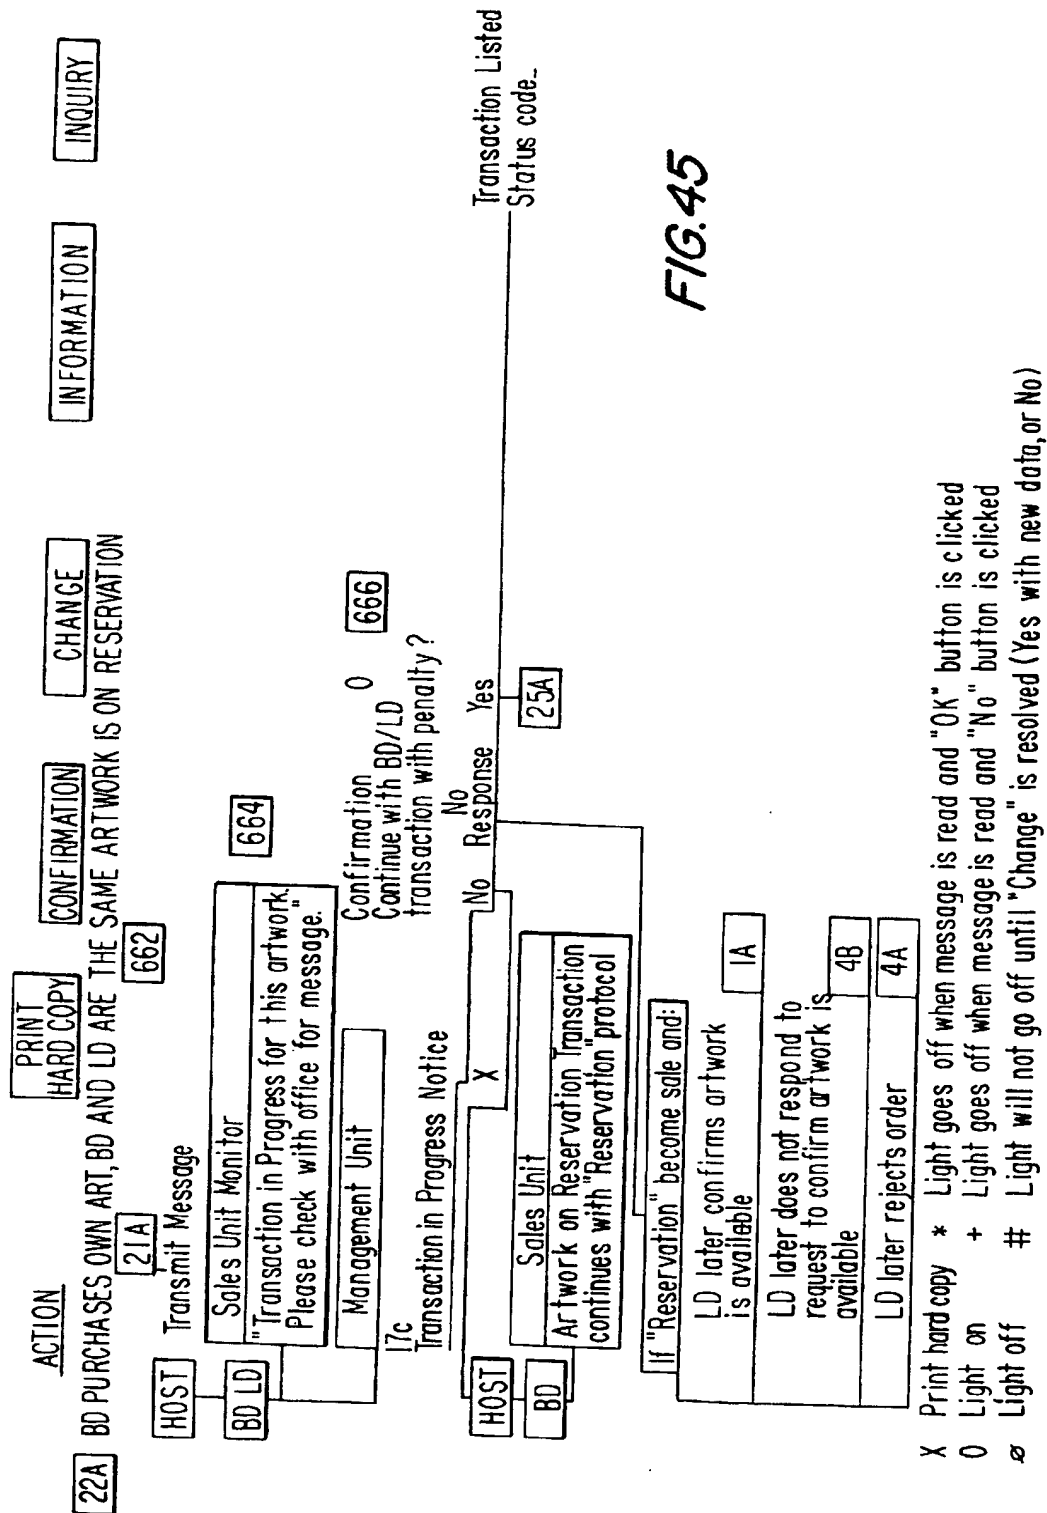 ACTION
PRINT
HARD COPY
CONFIRMATION
CHANGE
INFORMATION
INQUIRY
22A BD PURCHASES OWN ART, BD AND LD ARE THE SAME ARTWORK IS ON RESERVATION
21A
662
HOST Transmit Message
BD LD
Sales Unit Monitor
664
"Transaction in Progress for this artwork.
Please check with office for message."
Management Unit
Confirmation O 666
Continue with BD/LD
transaction with penalty?
17c
Transaction in Progress Notice
No
No Response Yes
Transaction Listed
Status code_
HOST
X
25A
BD
Sales Unit
Artwork on Reservation Transaction
continues with "Reservation" protocol
If "Reservation" become sale and:
LD later confirms artwork
is available
1A
LD later does not respond to
request to confirm artwork is
available
4B
LD later rejects order
4A
X Print hard copy * Light goes off when message is read and "OK" button is clicked
O Light on + Light goes off when message is read and "No" button is clicked
ø Light off # Light will not go off until "Change" is resolved (Yes with new data, or No)
FIG. 45